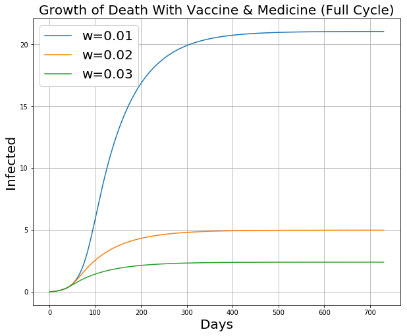 Growth of Death With Vaccine & Medicine (Full Cycle)
w=0.01
w=0.02
w=0.03
Infected
20
15
10
5
0
0 100 200 300 400 500 600 700
Days